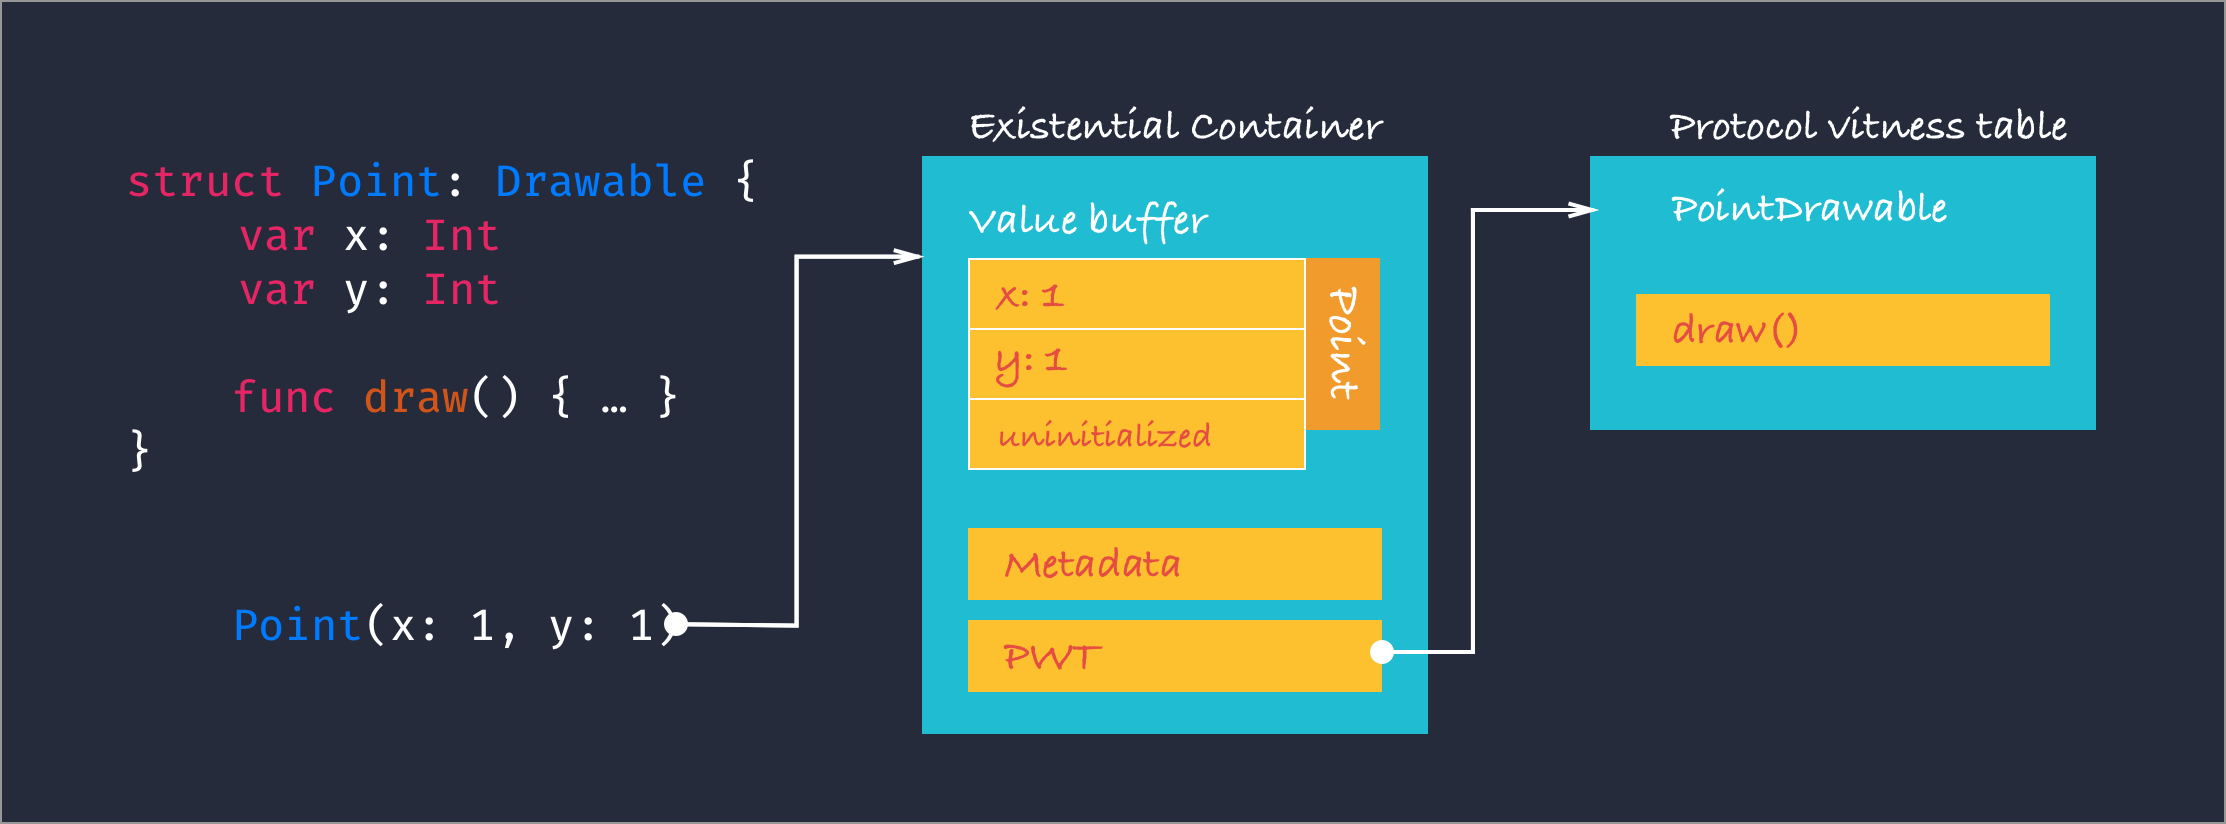 struct Point: Drawable {
var x: Int
var y: Int
func draw() { … }
}
Point(x: 1, y: 1)
Existential Container
Value buffer
x: 1
y: 1
uninitialized
Point
Metadata
PWT
Protocol vitness table
PointDrawable
draw()